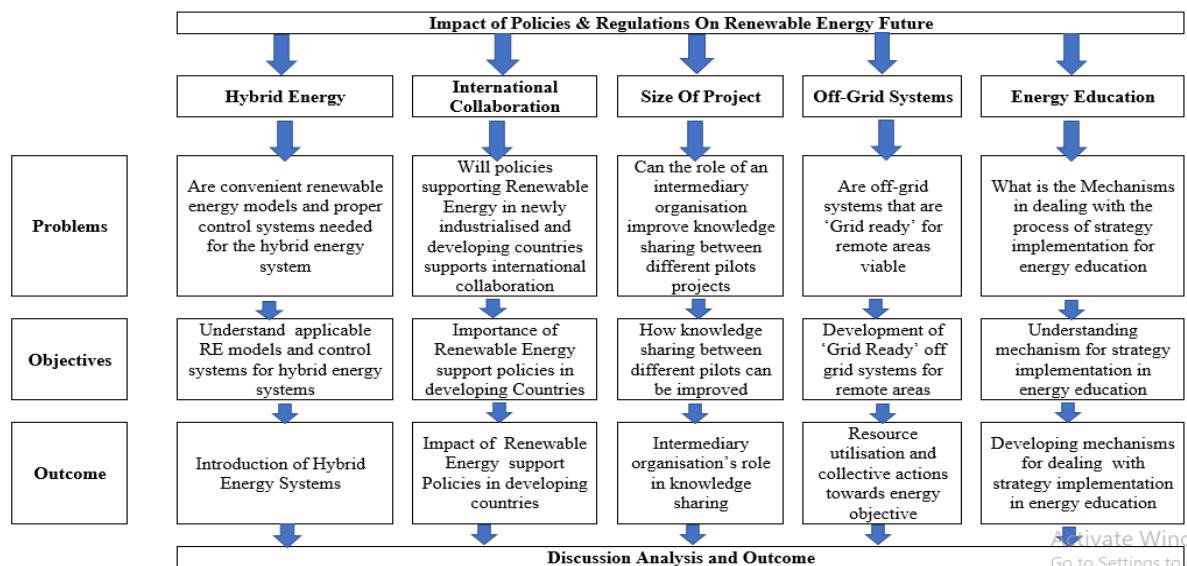 Impact of Policies & Regulations On Renewable Energy Future
Hybrid Energy
International
Collaboration
Size Of Project
Off-Grid Systems
Energy Education
Problems
Are convenient renewable
energy models and proper
control systems needed
for the hybrid energy
system
Will policies
supporting Renewable
Energy in newly
industrialised and
developing countries
supports international
collaboration
Can the role of an
intermediary
organisation
improve knowledge
sharing between
different pilots
projects
Are off-grid
systems that are
‘Grid ready’ for
remote areas
viable
What is the Mechanisms
in dealing with the
process of strategy
implementation for
energy education
Objectives
Understand applicable
RE models and control
systems for hybrid energy
systems
Importance of
Renewable Energy
support policies in
developing Countries
How knowledge
sharing between
different pilots can
be improved
Development of
‘Grid Ready’ off
grid systems for
remote areas
Understanding
mechanism for strategy
implementation in
energy education
Outcome
Introduction of Hybrid
Energy Systems
Impact of Renewable
Energy support
Policies in developing
countries
Intermediary
organisation’s role
in knowledge
sharing
Resource
utilisation and
collective actions
towards energy
objective
Developing mechanisms
for dealing with
strategy implementation
in energy education
Discussion Analysis and Outcome
Activate Winc
Go to Settings to